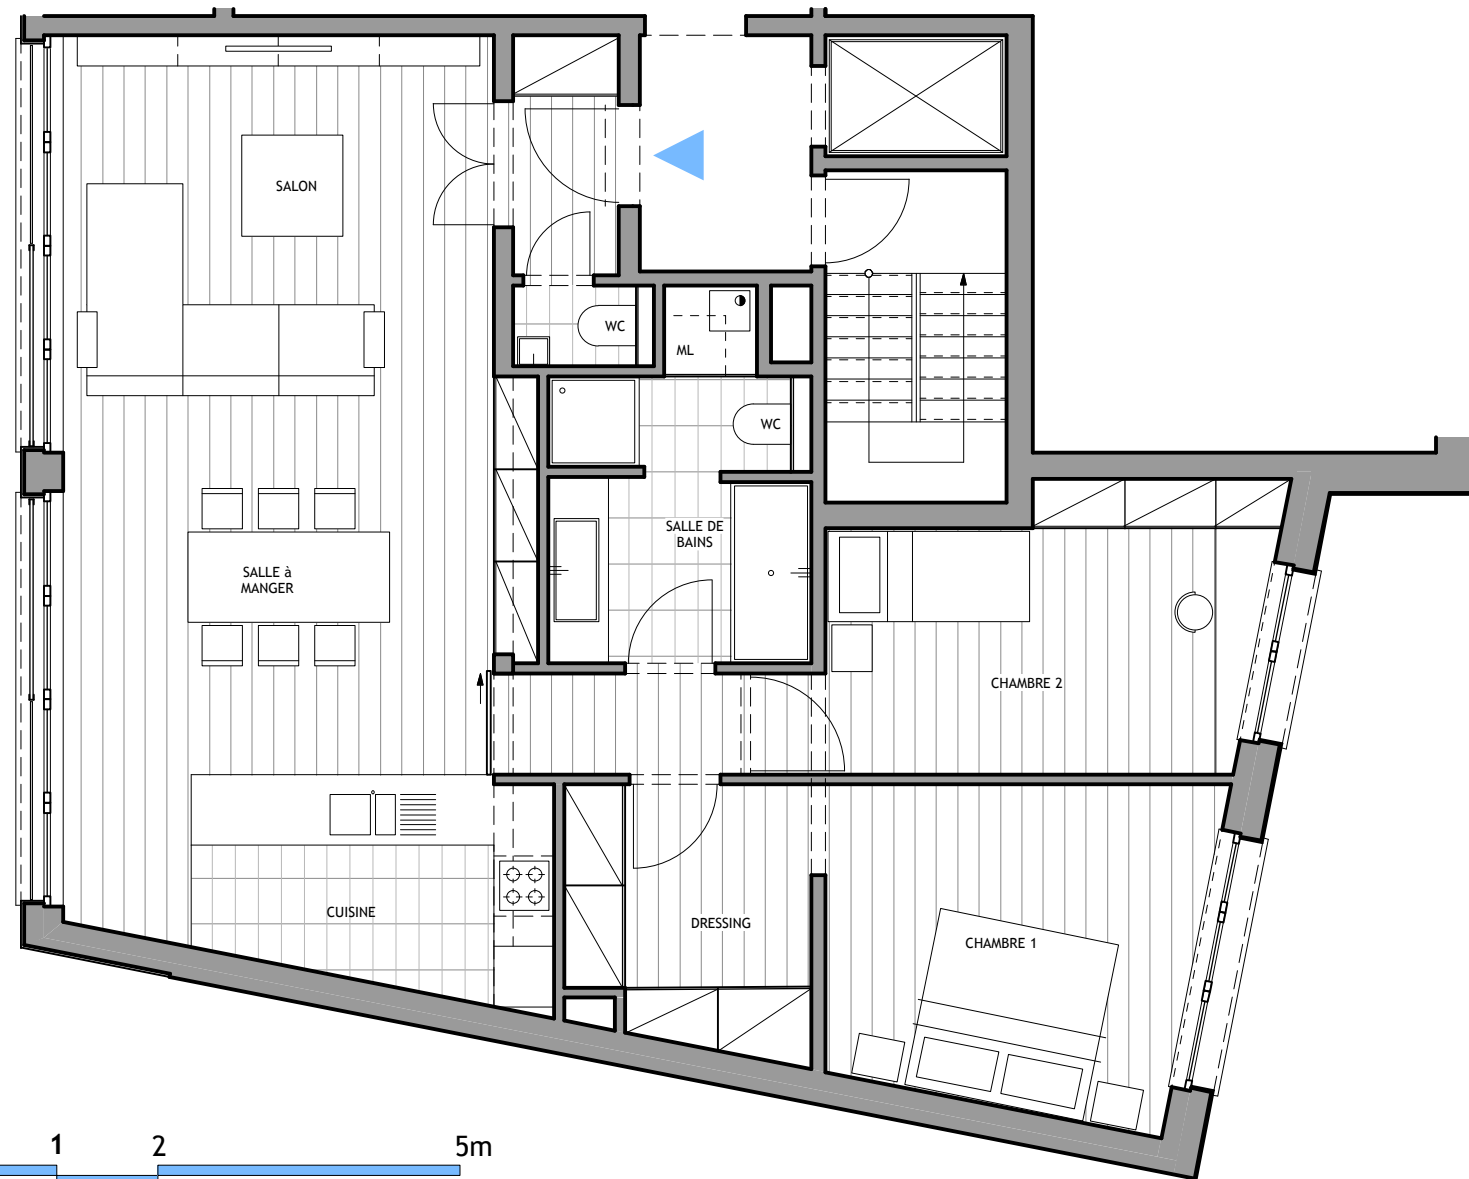 SALON
WC
ML
WC
SALLE DE
BAINS
SALLE à
MANGER
CHAMBRE 2
CUISINE
DRESSING
CHAMBRE 1
1 2 5m